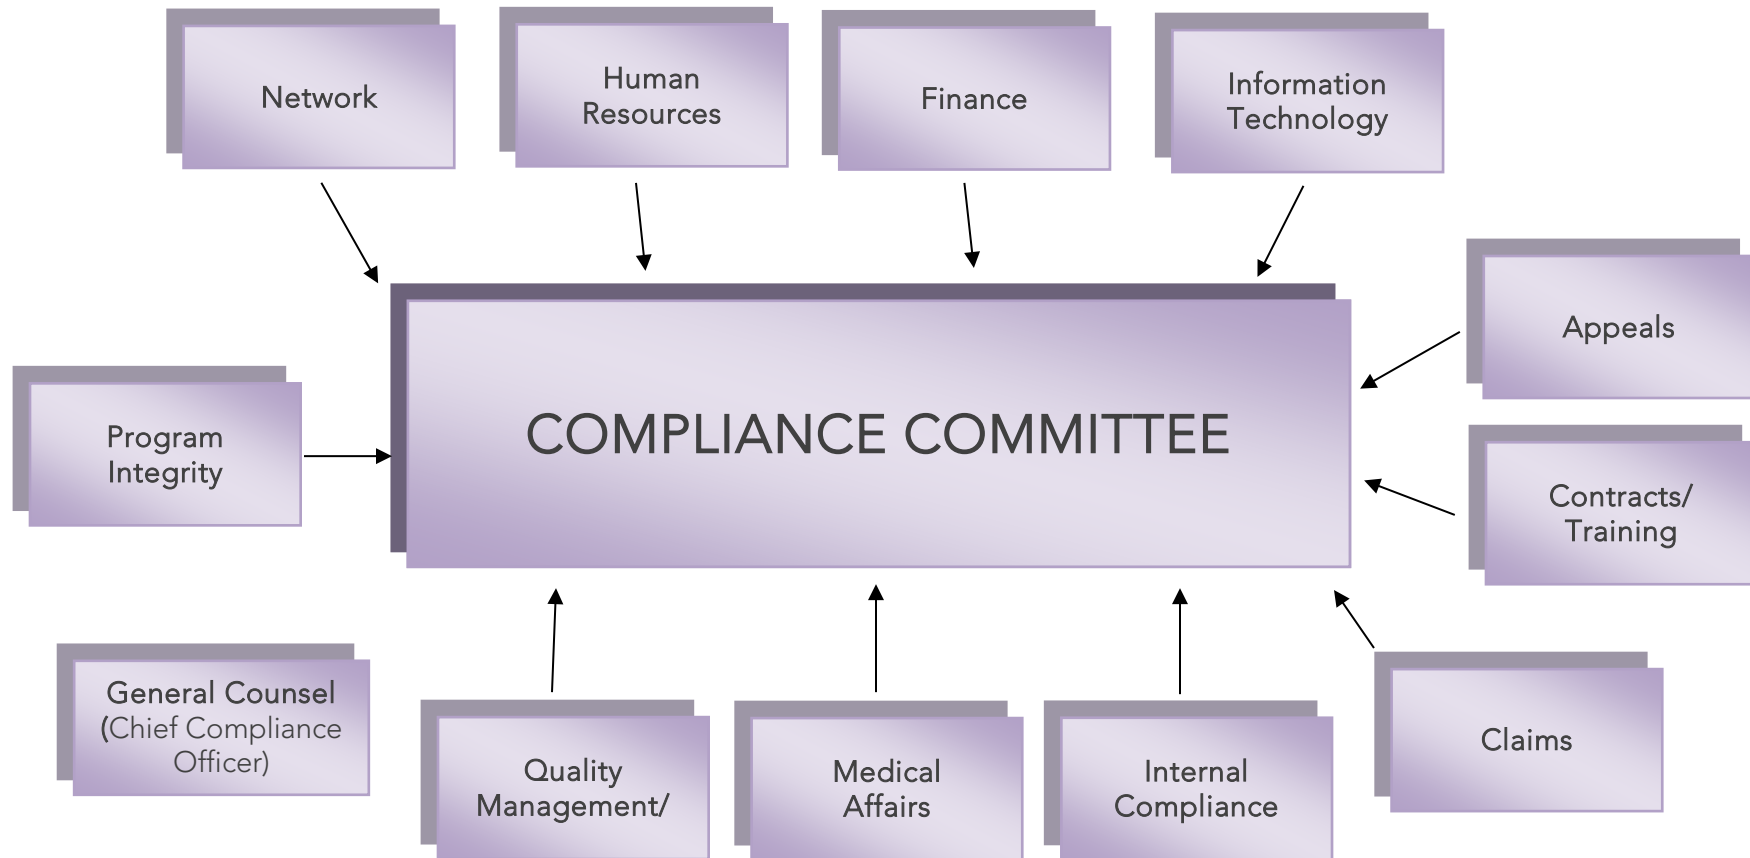 Network
Human
Resources
Finance
Information
Technology
Appeals
Program
Integrity
COMPLIANCE COMMITTEE
Contracts/
Training
General Counsel
(Chief Compliance
Officer)
Quality
Management/
Medical
Affairs
Internal
Compliance
Claims